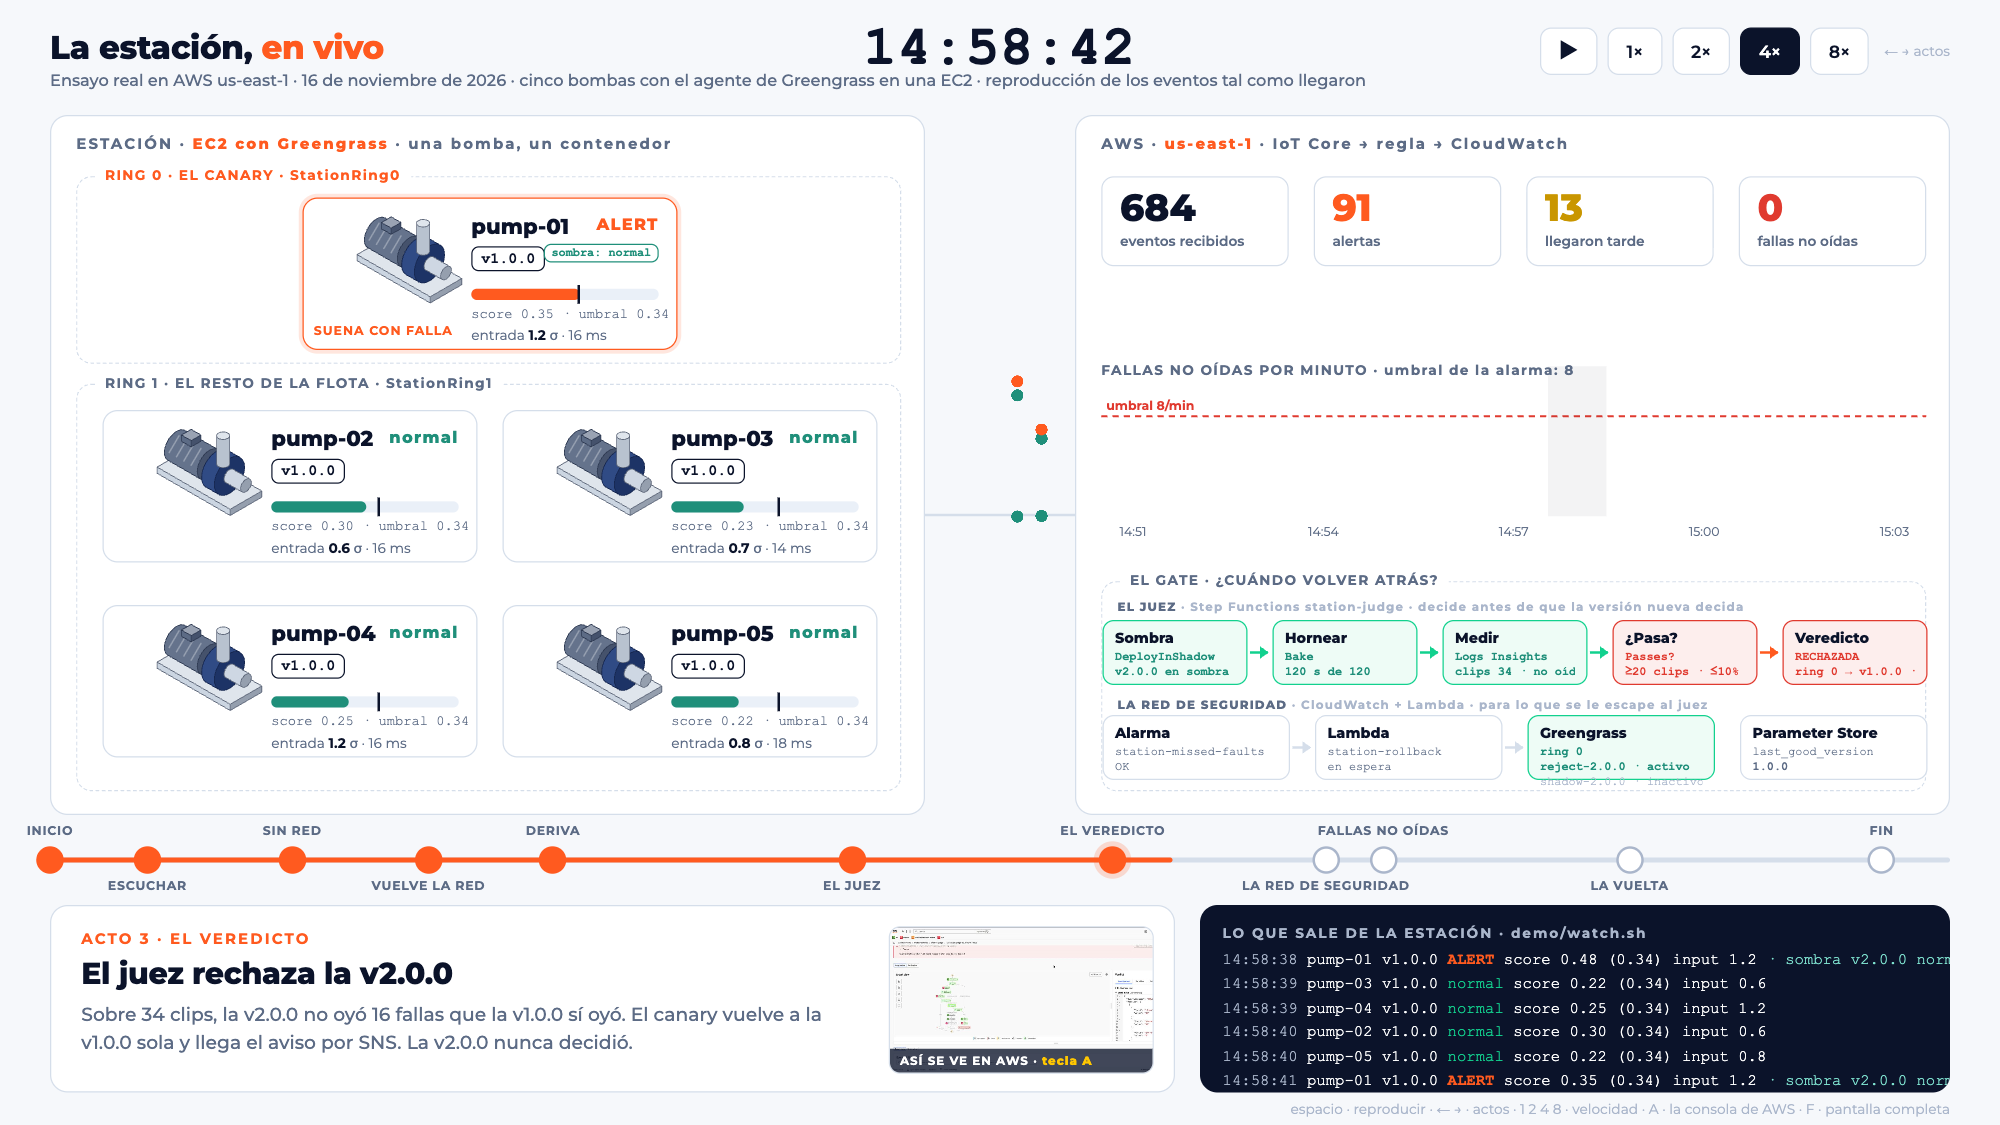 La estación, en vivo
14:58:42
▶ 1× 2× 4× 8× ← → actos
Ensayo real en AWS us-east-1 · 16 de noviembre de 2026 · cinco bombas con el agente de Greengrass en una EC2 · reproducción de los eventos tal como llegaron
ESTACIÓN · EC2 con Greengrass · una bomba, un contenedor
RING 0 · EL CANARY · StationRing0
pump-01 ALERT
v1.0.0 sombra: normal
score 0.35 · umbral 0.34
SUENA CON FALLA
entrada 1.2 σ · 16 ms
RING 1 · EL RESTO DE LA FLOTA · StationRing1
pump-02 normal
v1.0.0
score 0.30 · umbral 0.34
entrada 0.6 σ · 16 ms
pump-03 normal
v1.0.0
score 0.23 · umbral 0.34
entrada 0.7 σ · 14 ms
pump-04 normal
v1.0.0
score 0.25 · umbral 0.34
entrada 1.2 σ · 16 ms
pump-05 normal
v1.0.0
score 0.22 · umbral 0.34
entrada 0.8 σ · 18 ms
AWS · us-east-1 · IoT Core → regla → CloudWatch
684
eventos recibidos
91
alertas
13
llegaron tarde
0
fallas no oídas
FALLAS NO OÍDAS POR MINUTO · umbral de la alarma: 8
umbral 8/min
14:51 14:54 14:57 15:00 15:03
EL GATE · ¿CUÁNDO VOLVER ATRÁS?
EL JUEZ · Step Functions station-judge · decide antes de que la versión nueva decida
Sombra
DeployInShadow
v2.0.0 en sombra
Hornear
Bake
120 s de 120
Medir
Logs Insights
clips 34 · no oíd
¿Pasa?
Passes?
≥20 clips · ≤10%
Veredicto
RECHAZADA
ring 0 → v1.0.0 ·
LA RED DE SEGURIDAD · CloudWatch + Lambda · para lo que se le escape al juez
Alarma
station-missed-faults
OK
Lambda
station-rollback
en espera
Greengrass
ring 0
reject-2.0.0 · activo
shadow-2.0.0 · inactivo
Parameter Store
last_good_version
1.0.0
INICIO SIN RED DERIVA EL VEREDICTO FALLAS NO OÍDAS FIN
ESCUCHAR VUELVE LA RED EL JUEZ LA RED DE SEGURIDAD LA VUELTA
ACTO 3 · EL VEREDICTO
El juez rechaza la v2.0.0
Sobre 34 clips, la v2.0.0 no oyó 16 fallas que la v1.0.0 sí oyó. El canary vuelve a la
v1.0.0 sola y llega el aviso por SNS. La v2.0.0 nunca decidió.
ASÍ SE VE EN AWS · tecla A
LO QUE SALE DE LA ESTACIÓN · demo/watch.sh
14:58:38 pump-01 v1.0.0 ALERT score 0.48 (0.34) input 1.2 · sombra v2.0.0 norm
14:58:39 pump-03 v1.0.0 normal score 0.22 (0.34) input 0.6
14:58:39 pump-04 v1.0.0 normal score 0.25 (0.34) input 1.2
14:58:40 pump-02 v1.0.0 normal score 0.30 (0.34) input 0.6
14:58:40 pump-05 v1.0.0 normal score 0.22 (0.34) input 0.8
14:58:41 pump-01 v1.0.0 ALERT score 0.35 (0.34) input 1.2 · sombra v2.0.0 norm
espacio · reproducir · ← → · actos · 1 2 4 8 · velocidad · A · la consola de AWS · F · pantalla completa